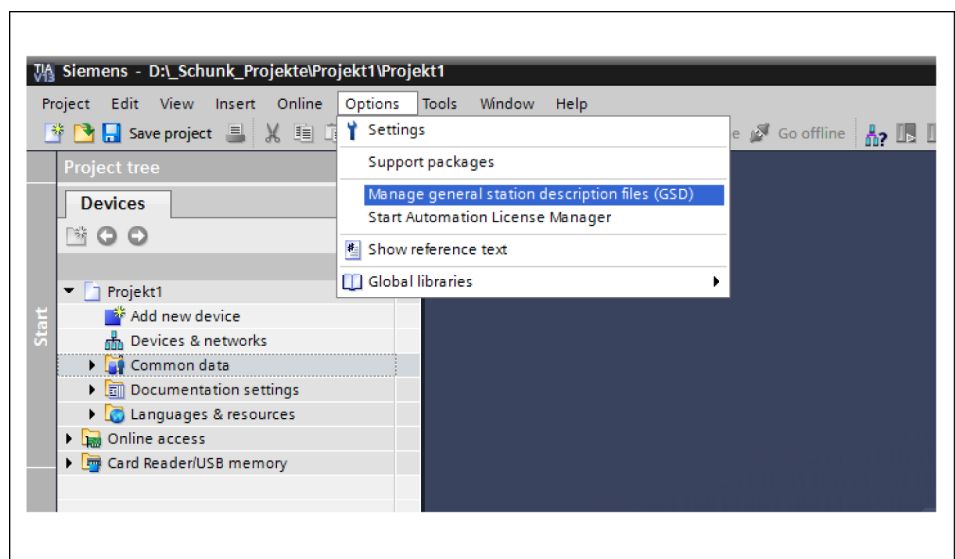 TIA V13 Siemens - D:\_Schunk_Projekte\Projekt1\Projekt1
Project Edit View Insert Online Options Tools Window Help
Save project
Go offline
Settings
Support packages
Manage general station description files (GSD)
Start Automation License Manager
Show reference text
Global libraries
Project tree
Devices
Start
Projekt1
Add new device
Devices & networks
Common data
Documentation settings
Languages & resources
Online access
Card Reader/USB memory